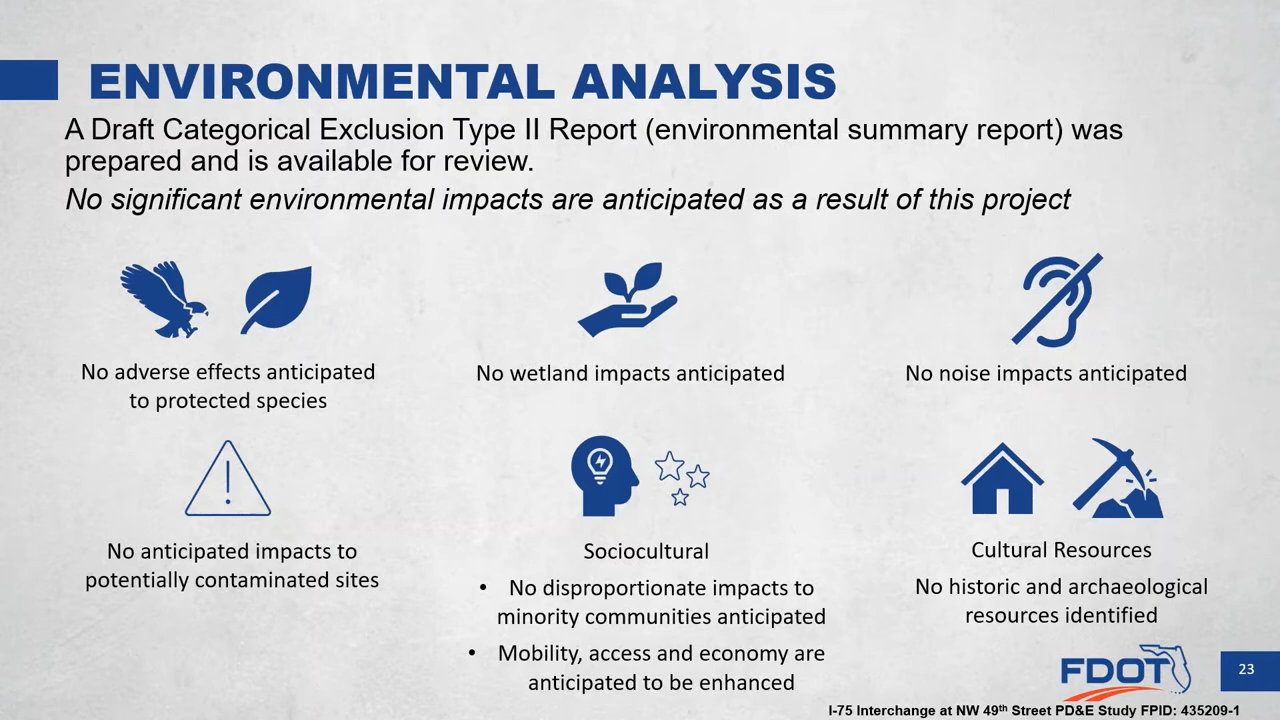 ENVIRONMENTAL ANALYSIS
A Draft Categorical Exclusion Type II Report (environmental summary report) was
prepared and is available for review.
No significant environmental impacts are anticipated as a result of this project
No adverse effects anticipated
to protected species
No wetland impacts anticipated
No noise impacts anticipated
No anticipated impacts to
potentially contaminated sites
Sociocultural
• No disproportionate impacts to
minority communities anticipated
• Mobility, access and economy are
anticipated to be enhanced
Cultural Resources
No historic and archaeological
resources identified
FDOT
23
I-75 Interchange at NW 49th Street PD&E Study FPID: 435209-1